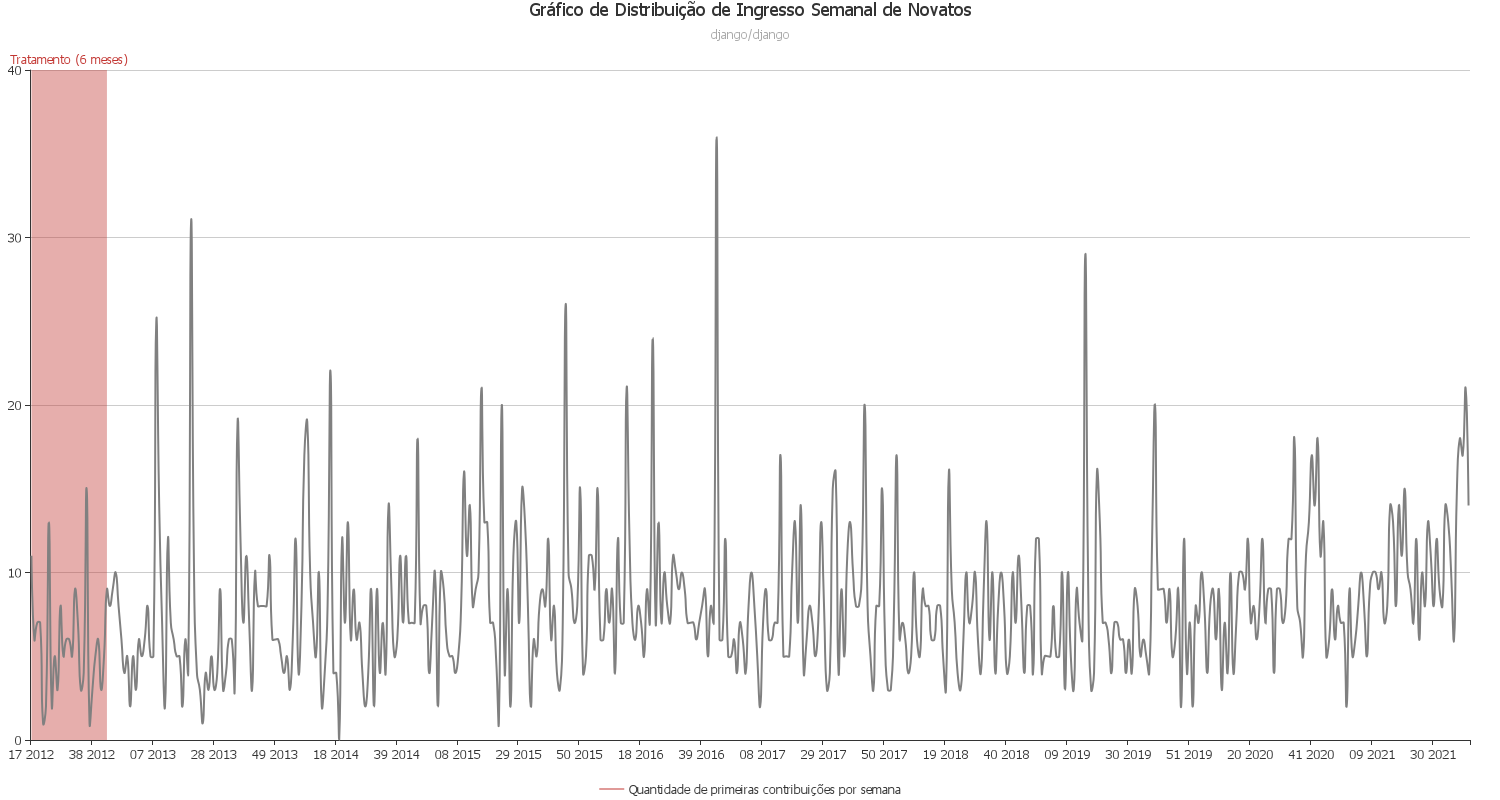 Gráfico de Distribuição de Ingresso Semanal de Novatos
django/django
Tratamento (6 meses)
40
30
20
10
0
17 2012 38 2012 07 2013 28 2013 49 2013 18 2014 39 2014 08 2015 29 2015 50 2015 18 2016 39 2016 08 2017 29 2017 50 2017 19 2018 40 2018 09 2019 30 2019 51 2019 20 2020 41 2020 09 2021 30 2021
Quantidade de primeiras contribuições por semana